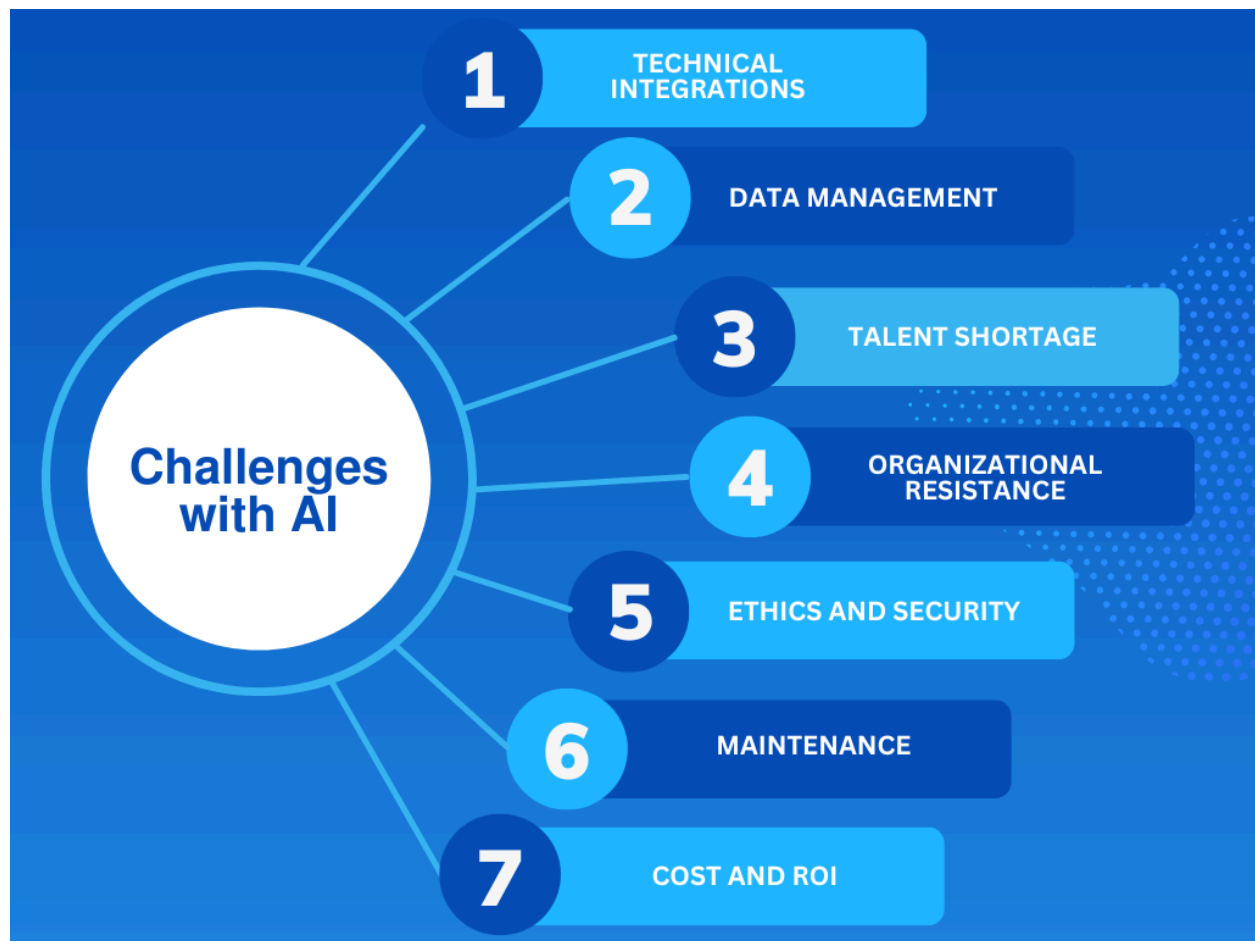 Challenges
with AI
1
TECHNICAL
INTEGRATIONS
2
DATA MANAGEMENT
3
TALENT SHORTAGE
4
ORGANIZATIONAL
RESISTANCE
5
ETHICS AND SECURITY
6
MAINTENANCE
7
COST AND ROI